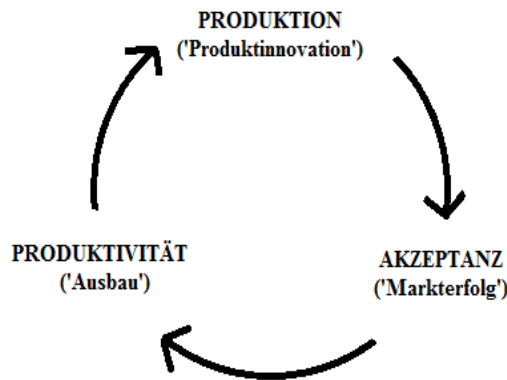 PRODUKTION
('Produktinnovation')
AKZEPTANZ
('Markterfolg')
PRODUKTIVITÄT
('Ausbau')